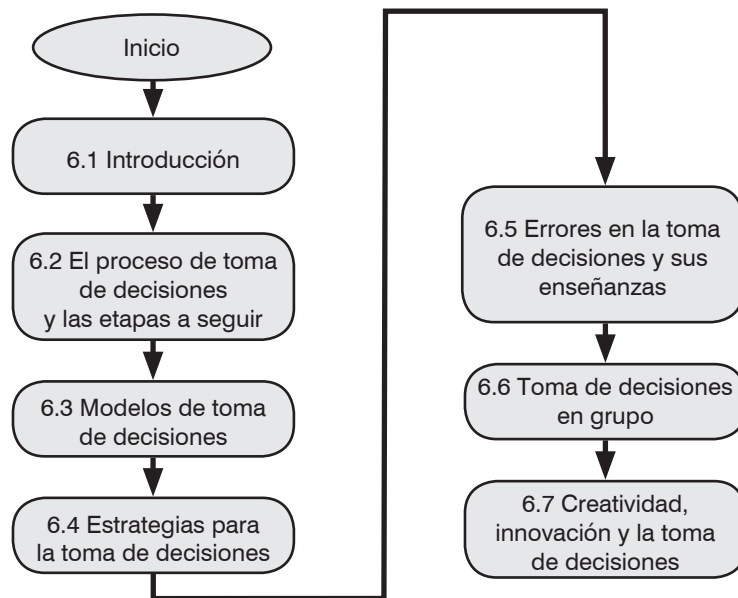 Inicio
6.1 Introducción
6.2 El proceso de toma
de decisiones
y las etapas a seguir
6.3 Modelos de toma
de decisiones
6.4 Estrategias para
la toma de decisiones
6.5 Errores en la toma
de decisiones y sus
enseñanzas
6.6 Toma de decisiones
en grupo
6.7 Creatividad,
innovación y la toma
de decisiones